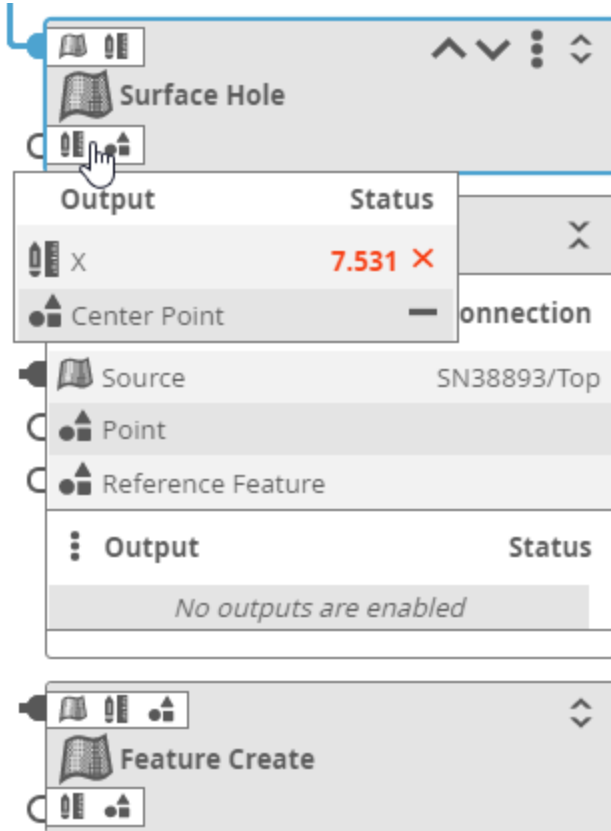 Surface Hole
Output Status
X 7.531
Center Point
onnection
Source SN38893/Top
Point
Reference Feature
Output Status
No outputs are enabled
Feature Create